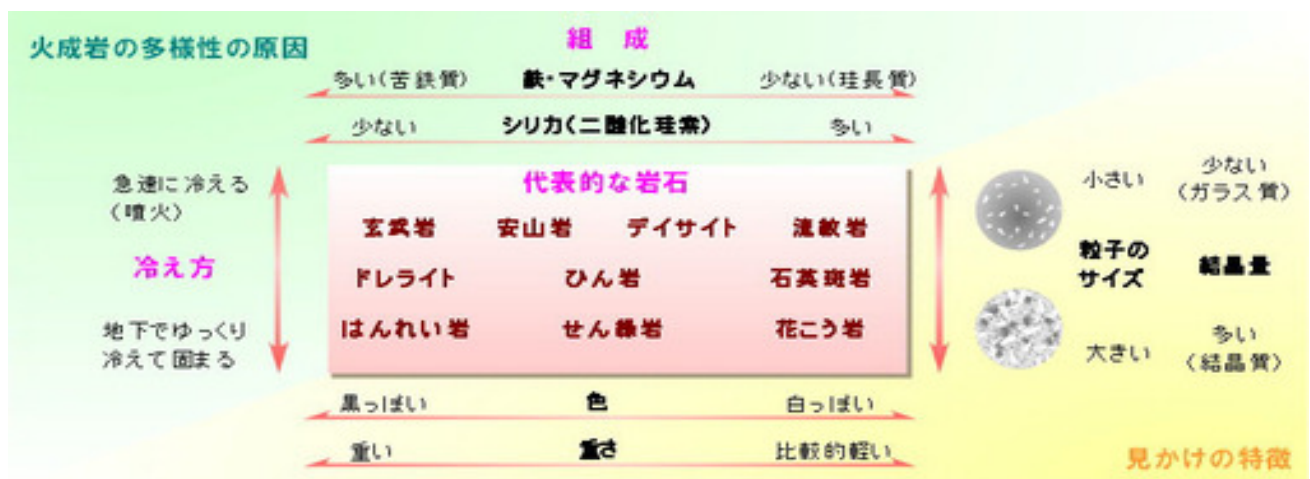 火成岩の多様性の原因
組 成
多い(苦鉄質) 鉄・マグネシウム 少ない(珪長質)
少ない シリカ(二酸化珪素) 多い
急速に冷える
(噴火)
冷え方
地下でゆっくり
冷えて固まる
代表的な岩石
玄武岩 安山岩 デイサイト 流紋岩
ドレライト ひん岩 石英斑岩
はんれい岩 せん緑岩 花こう岩
小さい
粒子の
サイズ
大きい
少ない
(ガラス質)
結晶量
多い
(結晶質)
黒っぽい 色 白っぽい
重い 重さ 比較的軽い
見かけの特徴